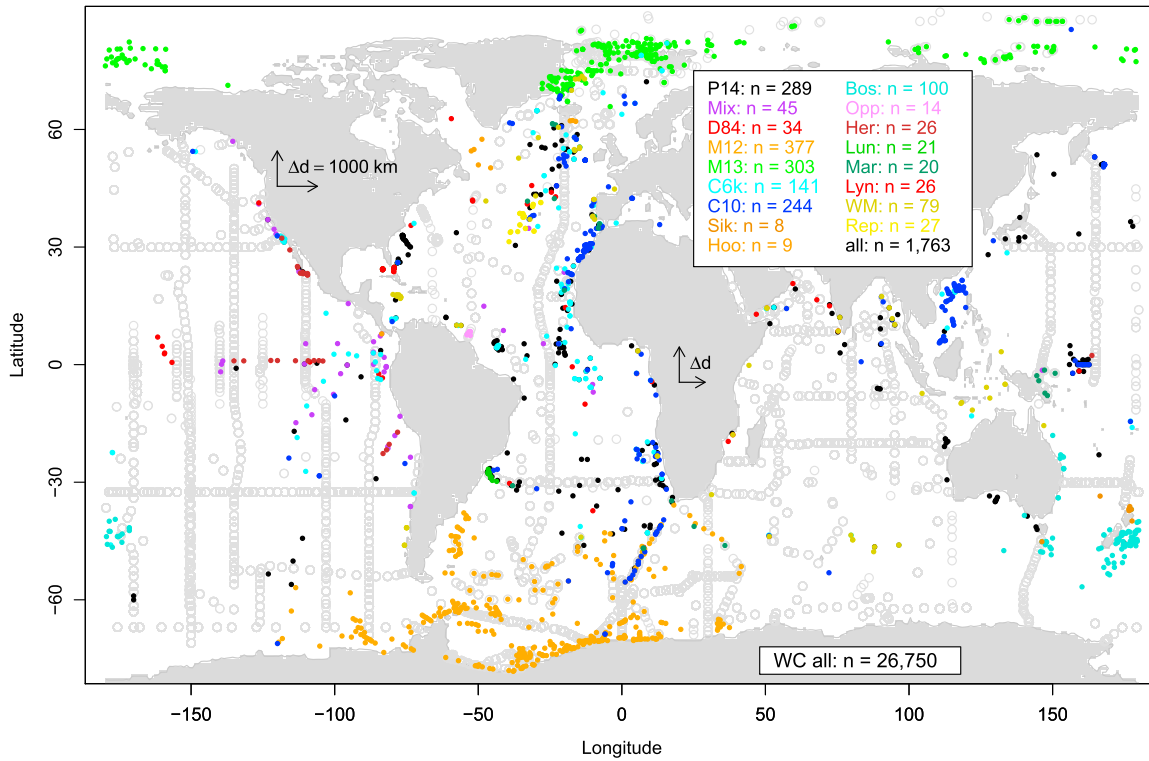 P14: n = 289
Bos: n = 100
Mix: n = 45
Opp: n = 14
D84: n = 34
Her: n = 26
M12: n = 377
Lun: n = 21
M13: n = 303
Mar: n = 20
C6k: n = 141
Lyn: n = 26
C10: n = 244
WM: n = 79
Sik: n = 8
Rep: n = 27
Hoo: n = 9
all: n = 1,763
Δd = 1000 km
Δd
WC all: n = 26,750
60
30
0
−30
−60
Latitude
−150 −100 −50 0 50 100 150
Longitude